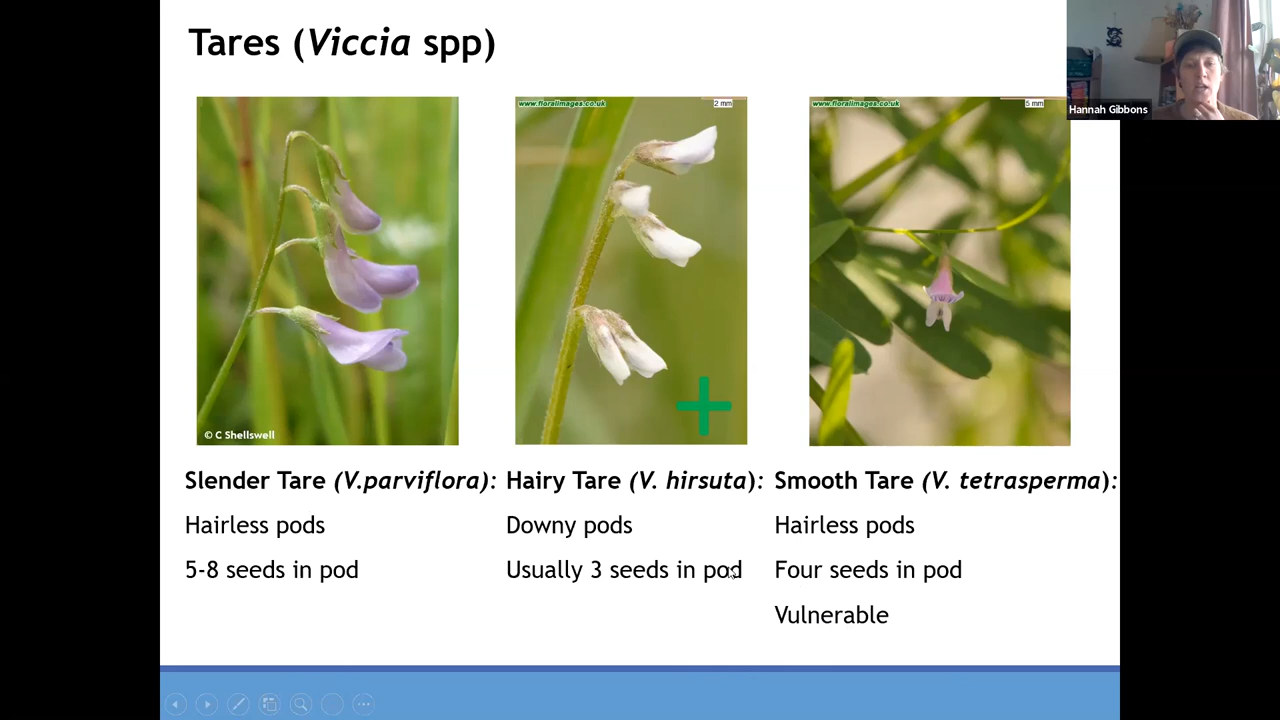 Tares (Viccia spp)
Hannah Gibbons
www.floralimages.co.uk
2 mm
www.floralimages.co.uk
5 mm
© C Shellswell
Slender Tare (V.parviflora):
Hairless pods
5-8 seeds in pod
Hairy Tare (V. hirsuta):
Downy pods
Usually 3 seeds in pod
Smooth Tare (V. tetrasperma):
Hairless pods
Four seeds in pod
Vulnerable